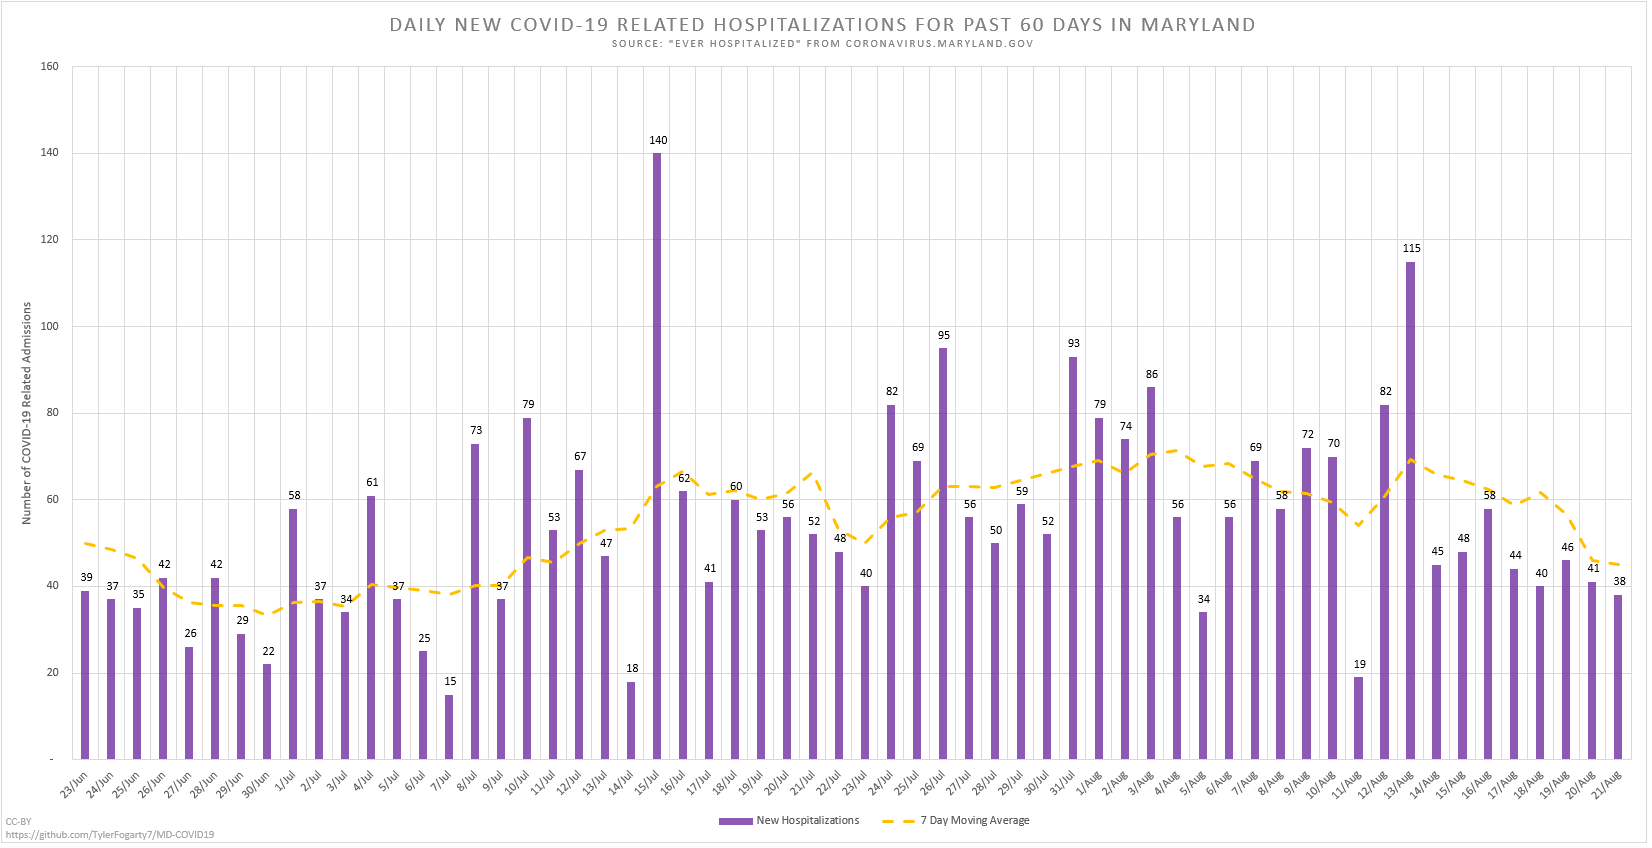 DAILY NEW COVID-19 RELATED HOSPITALIZATIONS FOR PAST 60 DAYS IN MARYLAND
SOURCE: "EVER HOSPITALIZED" FROM CORONAVIRUS.MARYLAND.GOV
Number of COVID-19 Related Admissions
160
140
120
100
80
60
40
20
-
39 37 35 42 26 42 29 22 58 37 34 61 37 25 15 73 37 79 53 67 47 18 140 62 41 60 53 56 52 48 40 82 69 95 56 50 59 52 93 79 74 86 56 34 56 69 58 72 70 19 82 115 45 48 58 44 40 46 41 38
23/Jun 24/Jun 25/Jun 26/Jun 27/Jun 28/Jun 29/Jun 30/Jun 1/Jul 2/Jul 3/Jul 4/Jul 5/Jul 6/Jul 7/Jul 8/Jul 9/Jul 10/Jul 11/Jul 12/Jul 13/Jul 14/Jul 15/Jul 16/Jul 17/Jul 18/Jul 19/Jul 20/Jul 21/Jul 22/Jul 23/Jul 24/Jul 25/Jul 26/Jul 27/Jul 28/Jul 29/Jul 30/Jul 31/Jul 1/Aug 2/Aug 3/Aug 4/Aug 5/Aug 6/Aug 7/Aug 8/Aug 9/Aug 10/Aug 11/Aug 12/Aug 13/Aug 14/Aug 15/Aug 16/Aug 17/Aug 18/Aug 19/Aug 20/Aug 21/Aug
New Hospitalizations 7 Day Moving Average
CC-BY
https://github.com/TylerFogarty7/MD-COVID19